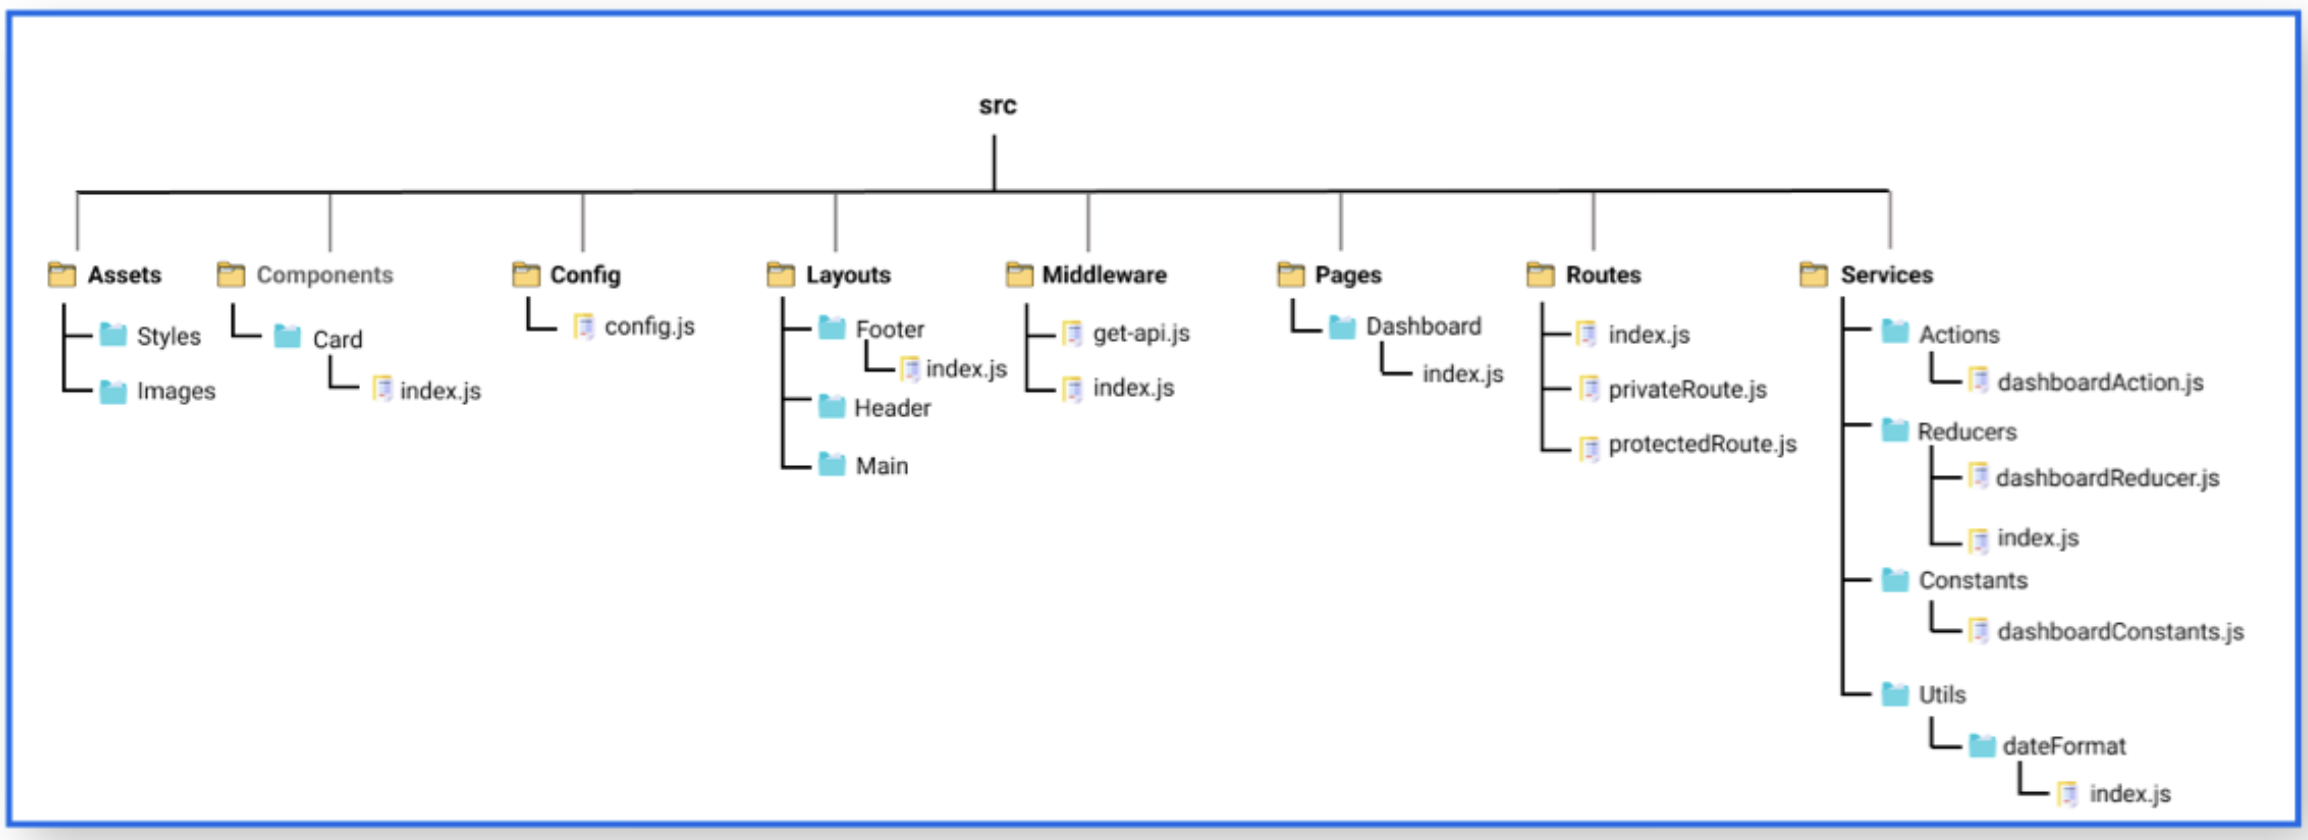 src
Assets
Styles
Images
Components
Card
index.js
Config
config.js
Layouts
Footer
index.js
Header
Main
Middleware
get-api.js
index.js
Pages
Dashboard
index.js
Routes
index.js
privateRoute.js
protectedRoute.js
Services
Actions
dashboardAction.js
Reducers
dashboardReducer.js
index.js
Constants
dashboardConstants.js
Utils
dateFormat
index.js